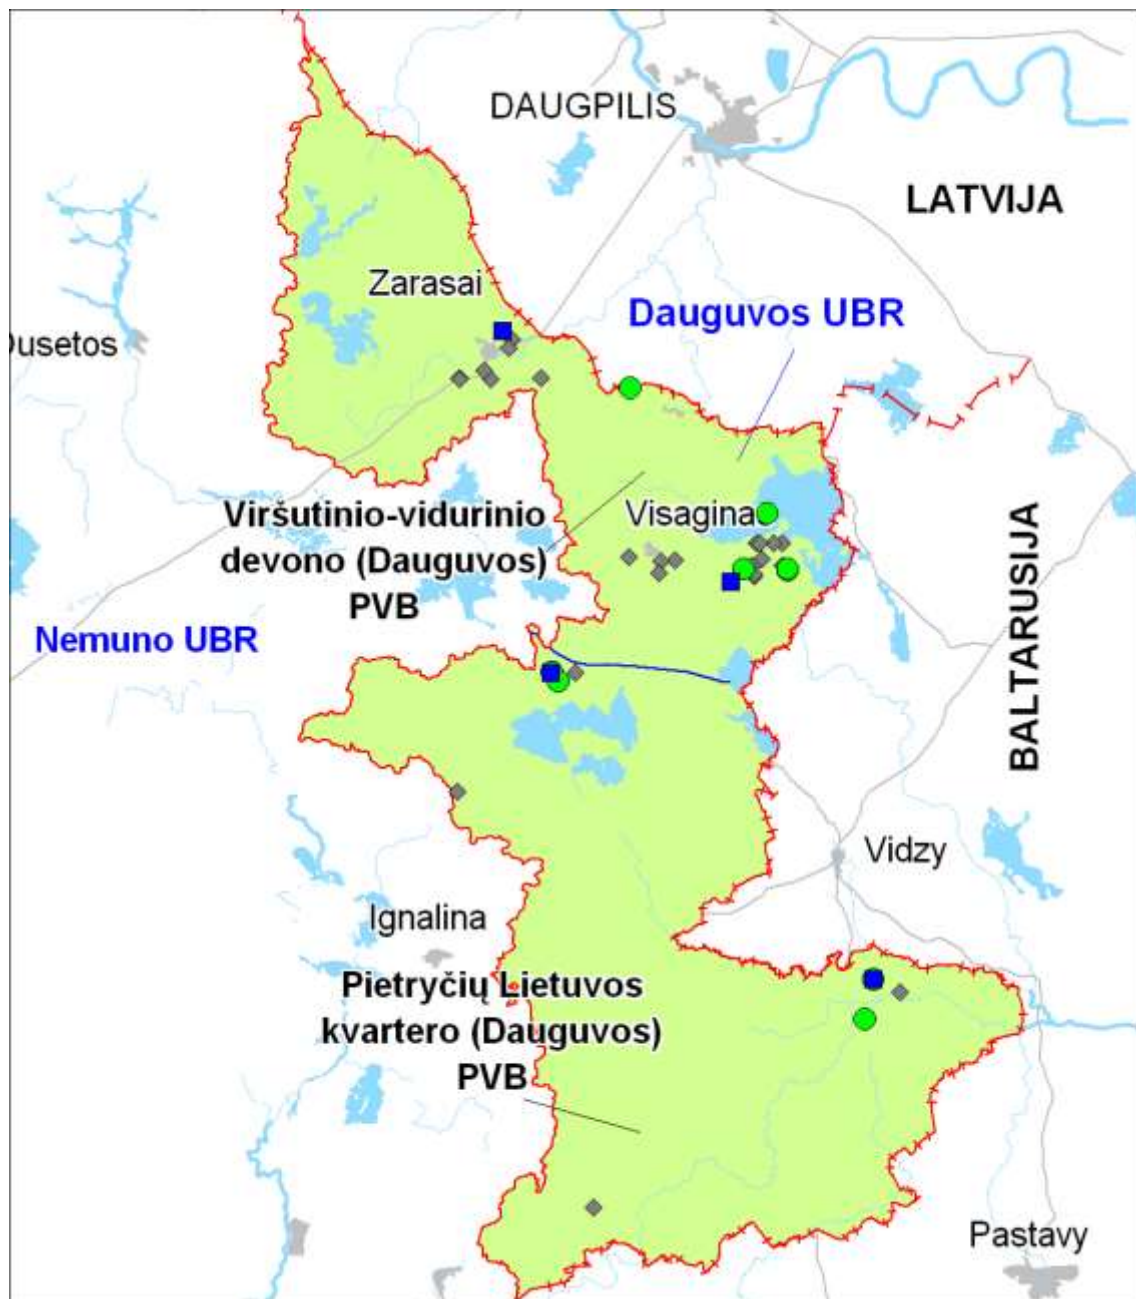 DAUGPILIS
LATVIJA
Zarasai
Dauguvos UBR
Dusetos
Viršutinio-vidurinio
devono (Dauguvos)
PVB
Visagina
Nemuno UBR
BALTARUSIJA
Vidzy
Ignalina
Pietryčių Lietuvos
kvartero (Dauguvos)
PVB
Pastavy